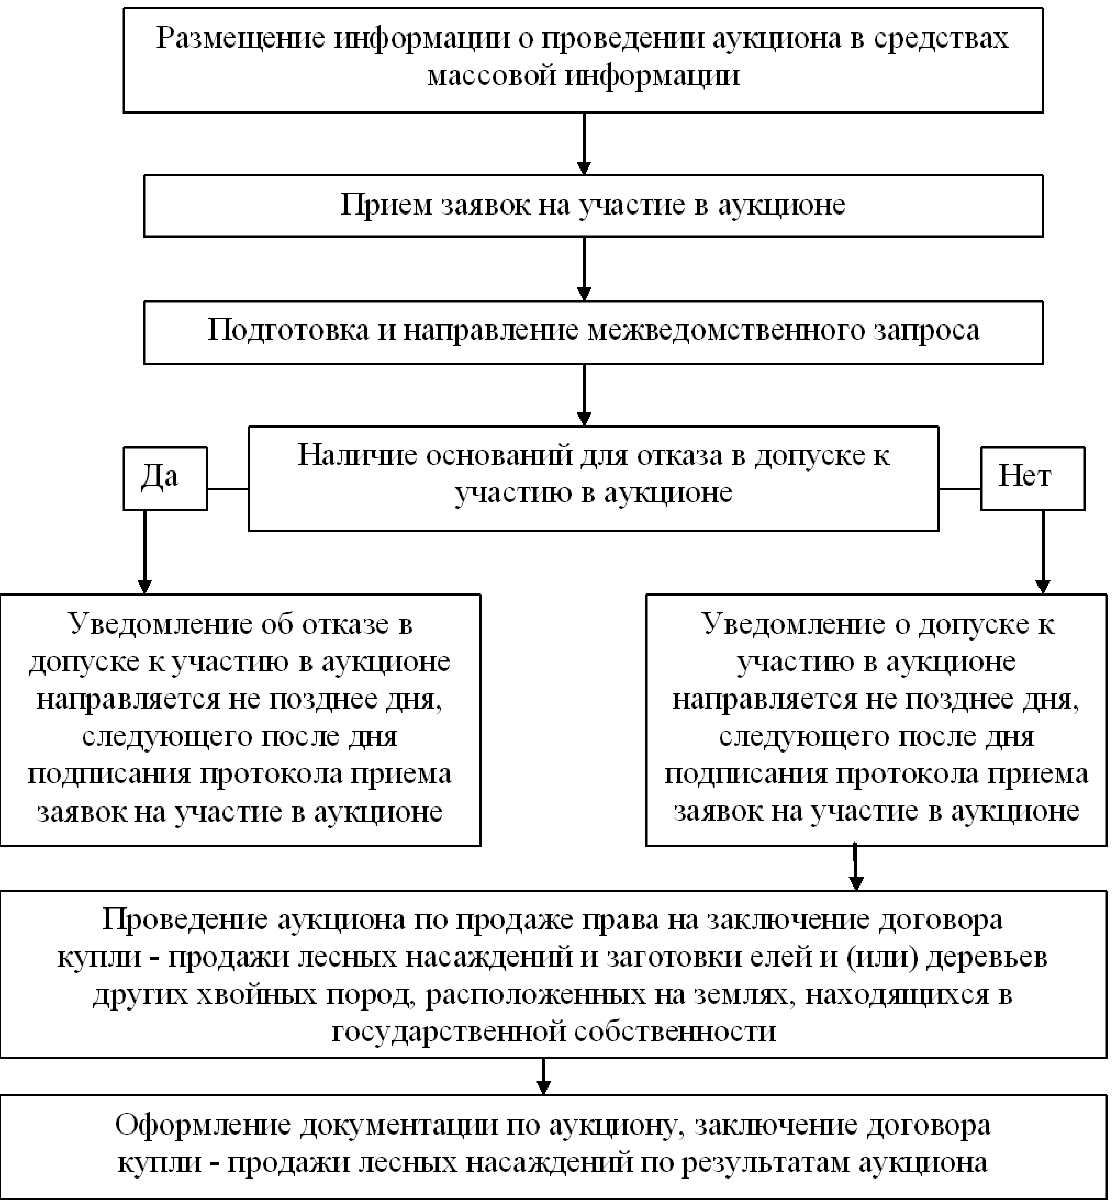 Размещение информации о проведении аукциона в средствах
массовой информации
Прием заявок на участие в аукционе
Подготовка и направление межведомственного запроса
Да
Наличие оснований для отказа в допуске к
участию в аукционе
Нет
Уведомление об отказе в
допуске к участию в аукционе
направляется не позднее дня,
следующего после дня
подписания протокола приема
заявок на участие в аукционе
Уведомление о допуске к
участию в аукционе
направляется не позднее дня,
следующего после дня
подписания протокола приема
заявок на участие в аукционе
Проведение аукциона по продаже права на заключение договора
купли - продажи лесных насаждений и заготовки елей и (или) деревьев
других хвойных пород, расположенных на землях, находящихся в
государственной собственности
Оформление документации по аукциону, заключение договора
купли - продажи лесных насаждений по результатам аукциона